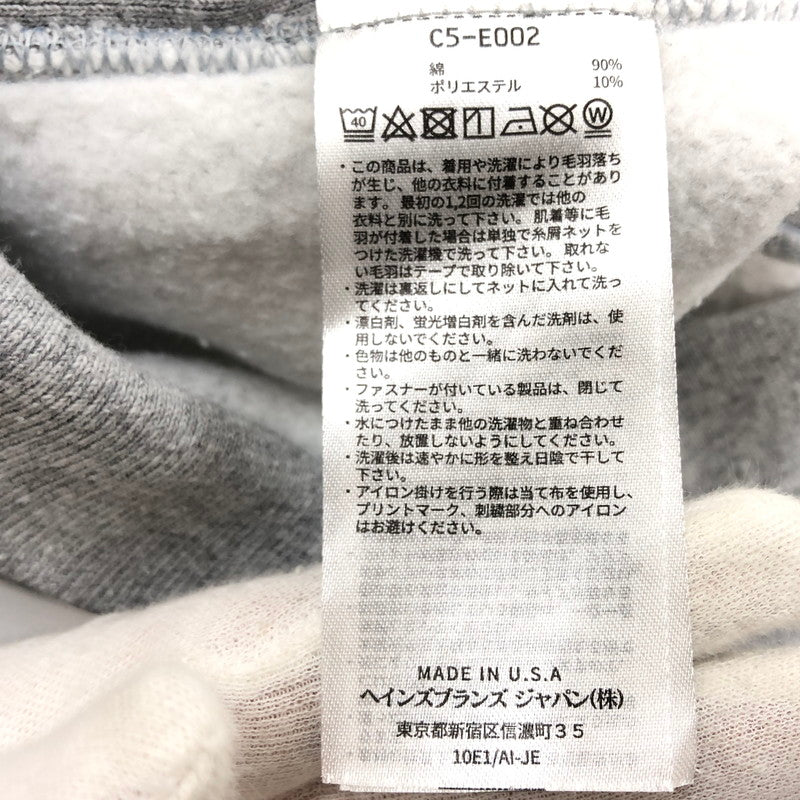 C5-E002
綿 90%
ポリエステル 10%
40
W
・この商品は、着用や洗濯により毛羽落ち
が生じ、他の衣料に付着することがあり
ます。 最初の1,2回の洗濯では他の
衣料と別に洗って下さい。 肌着等に毛
羽が付着した場合は単独で糸屑ネットを
つけた洗濯機で洗って下さい。 取れな
い毛羽はテープで取り除いて下さい。
・洗濯は裏返しにしてネットに入れて洗っ
てください。
・漂白剤、蛍光増白剤を含んだ洗剤は、使
用しないでください。
・色物は他のものと一緒に洗わないでくださ
い。
・ファスナーが付いている製品は、閉じて
洗ってください。
・水につけたまま他の洗濯物と重ね合わせ
たり、放置しないようにしてください。
・洗濯後は速やかに形を整え日陰で干して
下さい。
・アイロン掛けを行う際は当て布を使用し、
プリントマーク、刺繍部分へのアイロン
はお避けください。
MADE IN U.S.A
ヘインズブランズ ジャパン(株)
東京都新宿区信濃町35
10E1/AI-JE